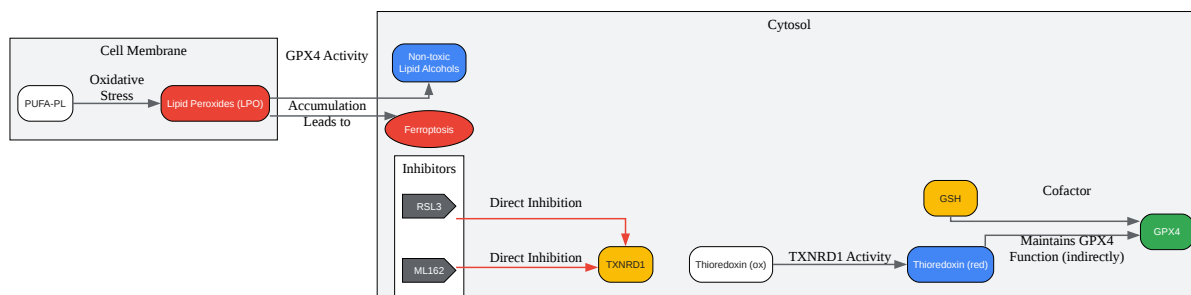 Cytosol
Cell Membrane
GPX4 Activity
Non-toxic
Lipid Alcohols
Oxidative
Stress
PUFA-PL
Lipid Peroxides (LPO)
Accumulation
Leads to
Ferroptosis
Inhibitors
RSL3
Direct Inhibition
ML162
Direct Inhibition
TXNRD1
Thioredoxin (ox)
TXNRD1 Activity
Thioredoxin (red)
GSH
Cofactor
Maintains GPX4
Function (indirectly)
GPX4